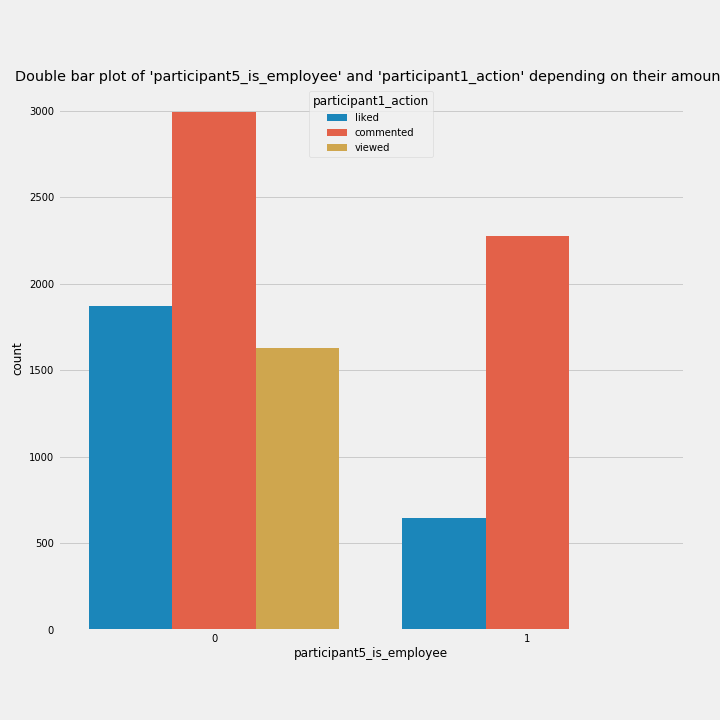 Double bar plot of 'participant5_is_employee' and 'participant1_action' depending on their amoun
participant1_action
liked
commented
viewed
3000
2500
2000
1500
1000
500
0
count
0 1
participant5_is_employee